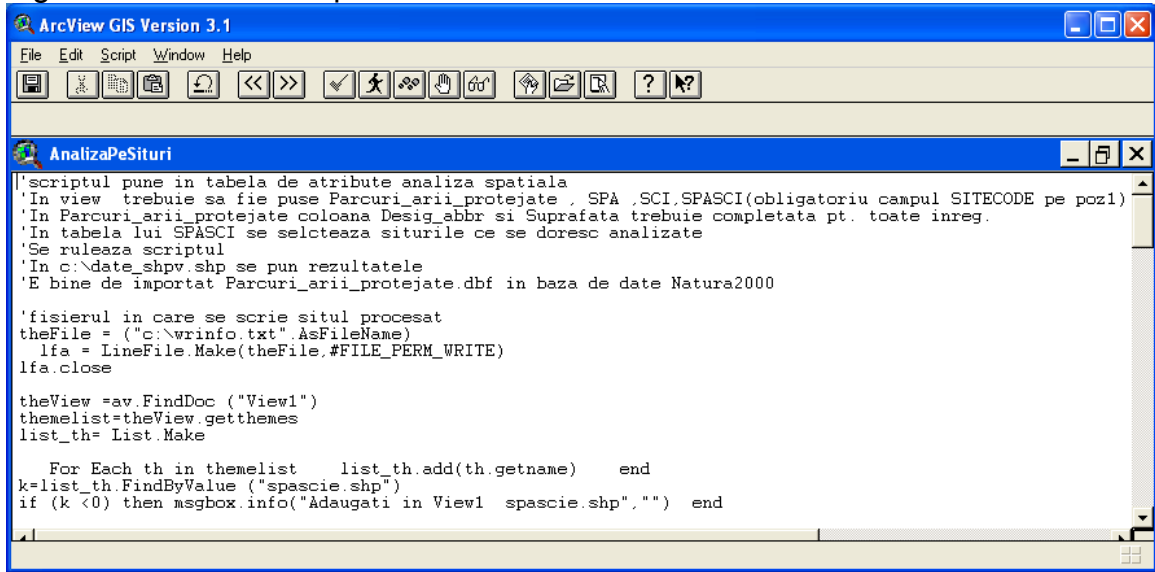 ArcView GIS Version 3.1
File Edit Script Window Help
AnalizaPeSituri
'scriptul pune in tabela de atribute analiza spatiala
'In view trebuie sa fie puse Parcuri_arii_protejate , SPA ,SCI,SPASCI(obligatoriu campul SITECODE pe poz1)
'In Parcuri_arii_protejate coloana Desig_abbr si Suprafata trebuie completata pt. toate inreg.
'In tabela lui SPASCI se selcteaza siturile ce se doresc analizate
'Se ruleaza scriptul
'In c:\date_shpv.shp se pun rezultatele
'E bine de importat Parcuri_arii_protejate.dbf in baza de date Natura2000
'fisierul in care se scrie situl procesat
theFile = ("c:\wrinfo.txt".AsFileName)
lfa = LineFile.Make(theFile,#FILE_PERM_WRITE)
lfa.close
theView =av.FindDoc ("View1")
themelist=theView.getthemes
list_th= List.Make
For Each th in themelist list_th.add(th.getname) end
k=list_th.FindByValue ("spascie.shp")
if (k <0) then msgbox.info("Adaugati in View1 spascie.shp","") end